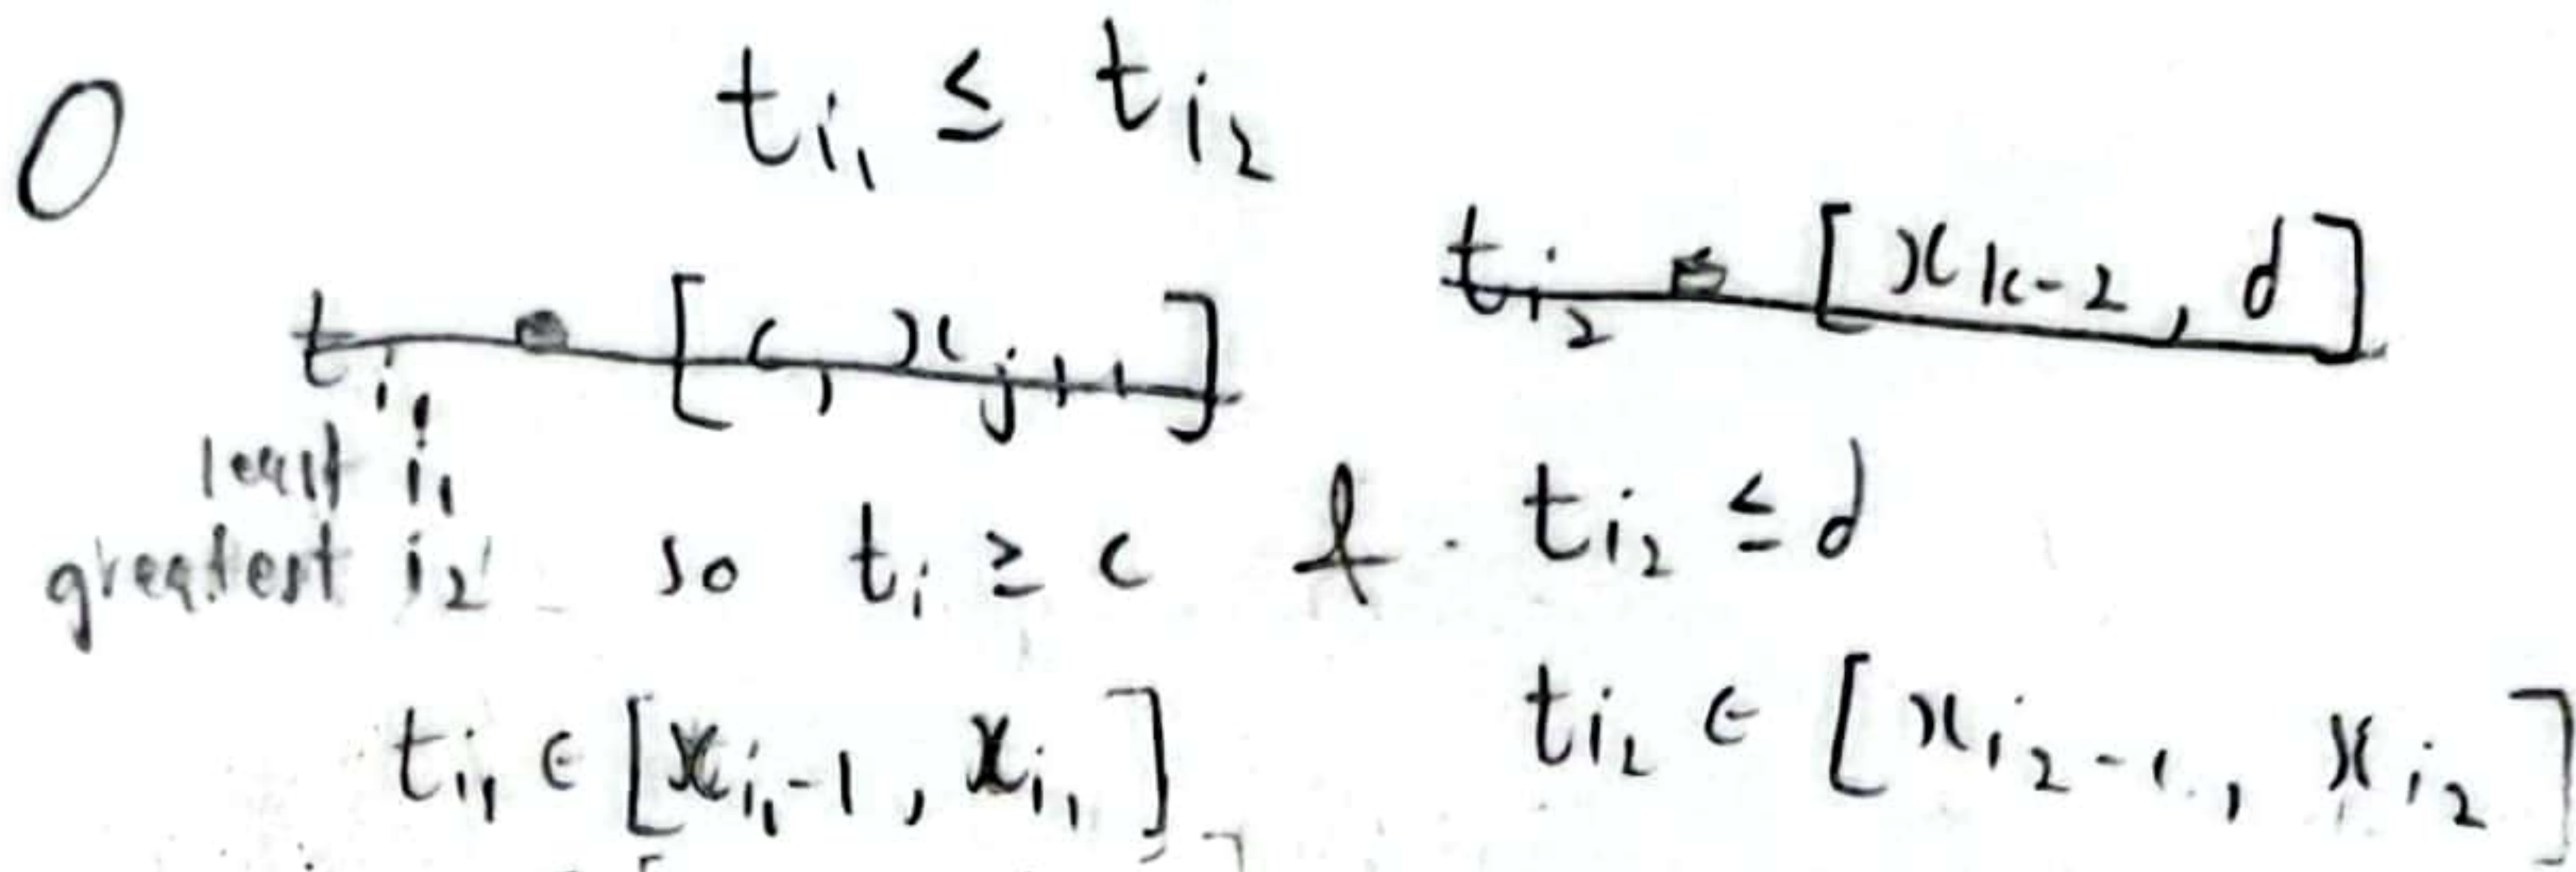 0 t_{i_1} ≤ t_{i_2}
t_{i_2} [x_{k-2}, d]
t_{i_1} [c, x_{j+1}]
least i_1
greatest i_2 so t_i ≥ c & t_{i_2} ≤ d
t_{i_1} ∈ [x_{i_1-1}, x_{i_1}] t_{i_2} ∈ [x_{i_2-1}, x_{i_2}]